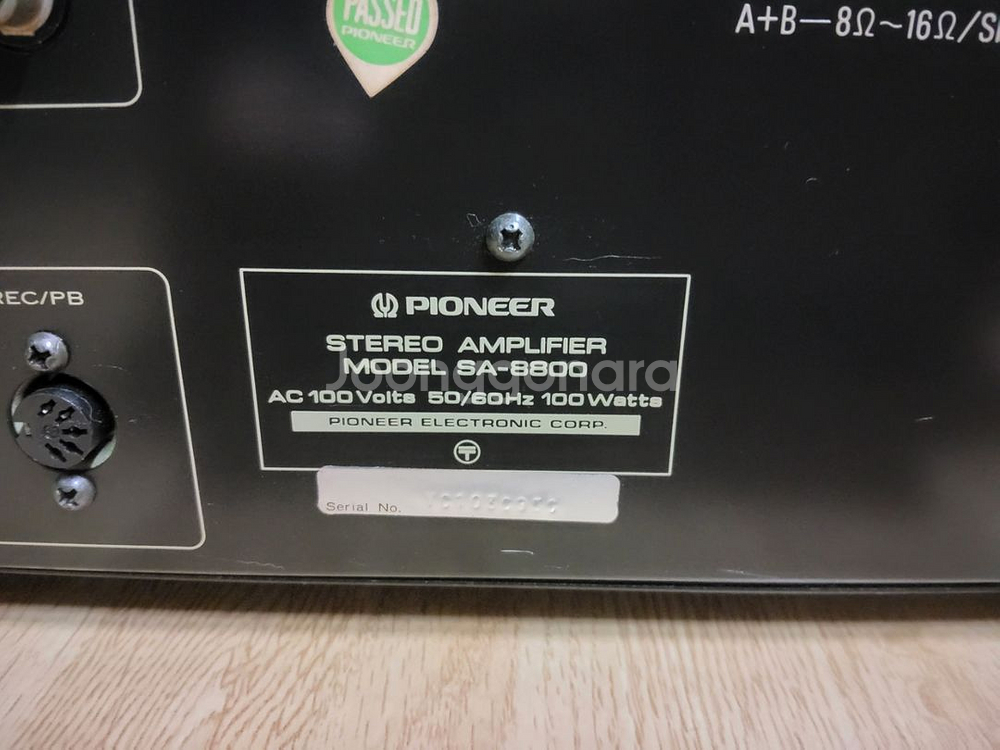 PASSED
PIONEER
A+B—8Ω~16Ω/
REC/PB
PIONEER
STEREO AMPLIFIER
MODEL SA-8800
Joonggonara
AC 100 Volts 50/60Hz 100 Watts
PIONEER ELECTRONIC CORP.
Serial No.